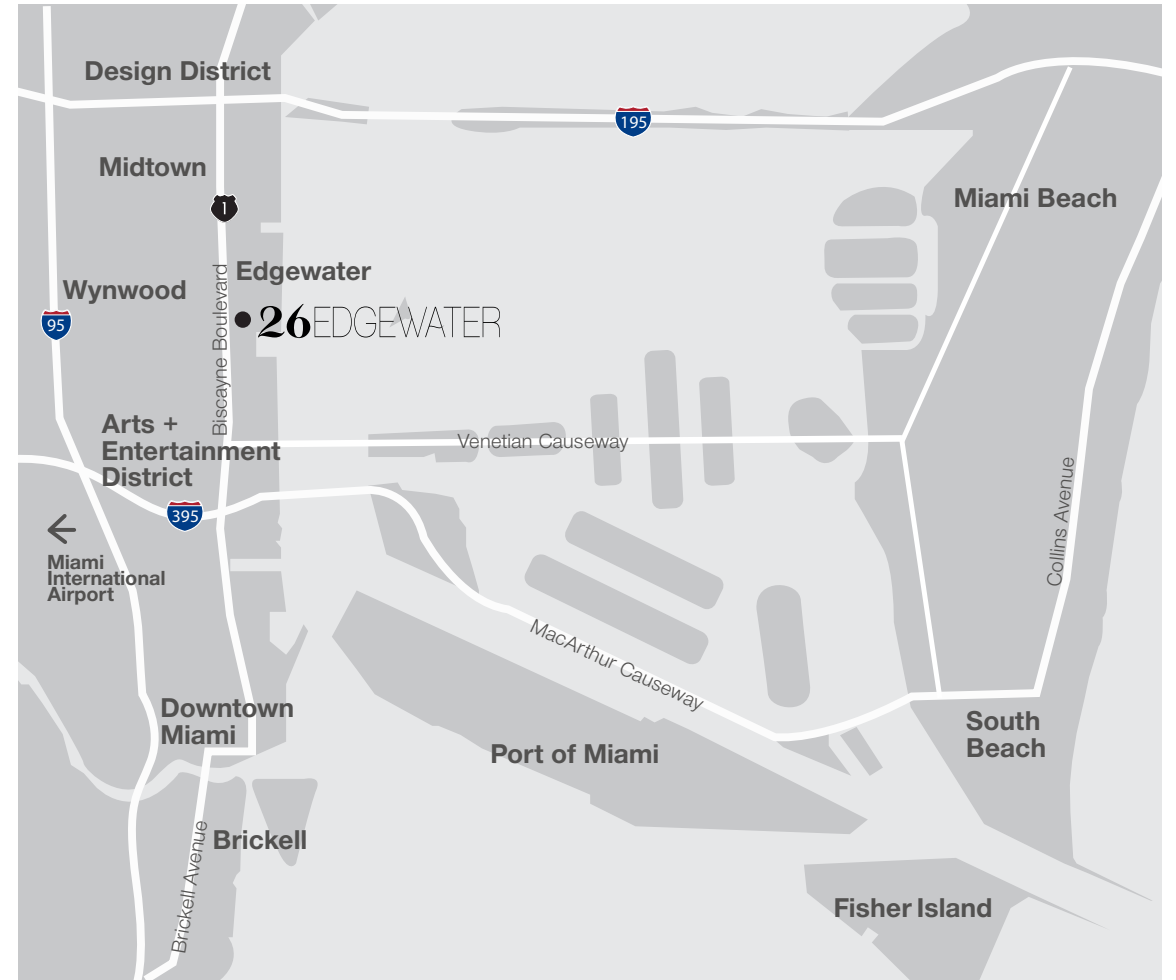 Design District
195
Midtown
Miami Beach
1
Edgewater
Wynwood
95
26EDGEWATER
Biscayne Boulevard
Arts +
Entertainment
District
Venetian Causeway
395
Collins Avenue
Miami
International
Airport
MacArthur Causeway
Downtown
Miami
South
Beach
Port of Miami
Brickell
Brickell Avenue
Fisher Island